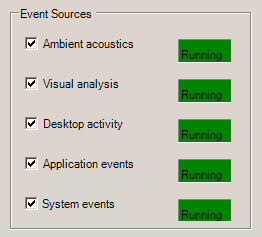 Event Sources
Ambient acoustics Running
Visual analysis Running
Desktop activity Running
Application events Running
System events Running